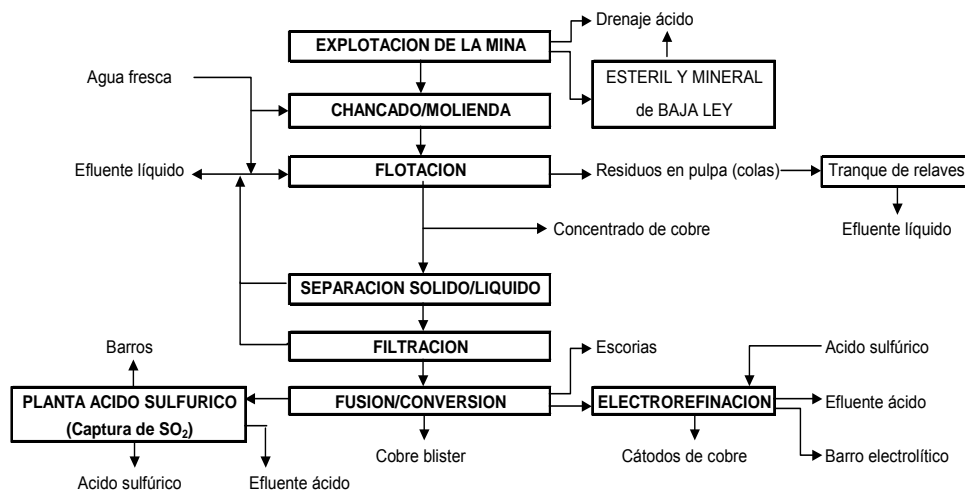 Drenaje ácido
EXPLOTACION DE LA MINA
Agua fresca
ESTERIL Y MINERAL
de BAJA LEY
CHANCADO/MOLIENDA
Efluente líquido
FLOTACION
Residuos en pulpa (colas)
Tranque de relaves
Concentrado de cobre
Efluente líquido
SEPARACION SOLIDO/LIQUIDO
Barros
FILTRACION
Escorias
Acido sulfúrico
PLANTA ACIDO SULFURICO
(Captura de SO₂)
FUSION/CONVERSION
ELECTROREFINACION
Efluente ácido
Acido sulfúrico
Efluente ácido
Cobre blister
Cátodos de cobre
Barro electrolítico